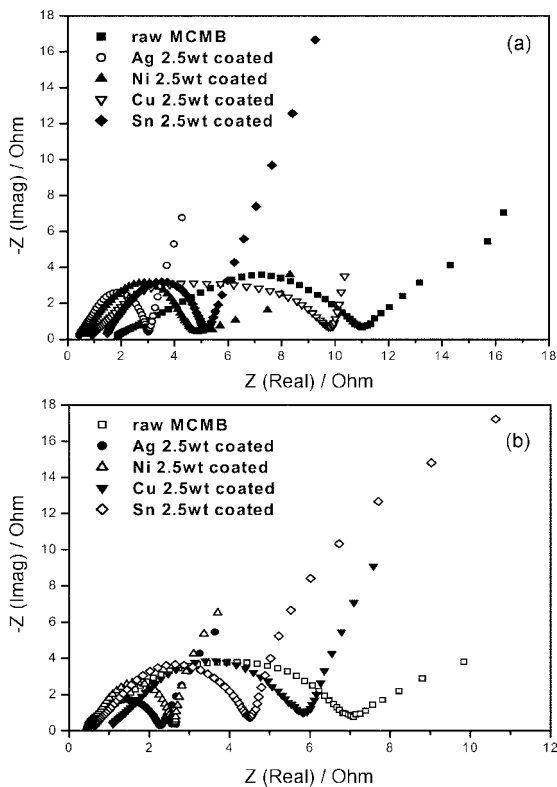 (a)
raw MCMB
Ag 2.5wt coated
Ni 2.5wt coated
Cu 2.5wt coated
Sn 2.5wt coated
18
16
14
12
10
8
6
4
2
0
-Z (Imag) / Ohm
0 2 4 6 8 10 12 14 16 18
Z (Real) / Ohm
(b)
raw MCMB
Ag 2.5wt coated
Ni 2.5wt coated
Cu 2.5wt coated
Sn 2.5wt coated
18
16
14
12
10
8
6
4
2
0
-Z (Imag) / Ohm
0 2 4 6 8 10 12
Z (Real) / Ohm